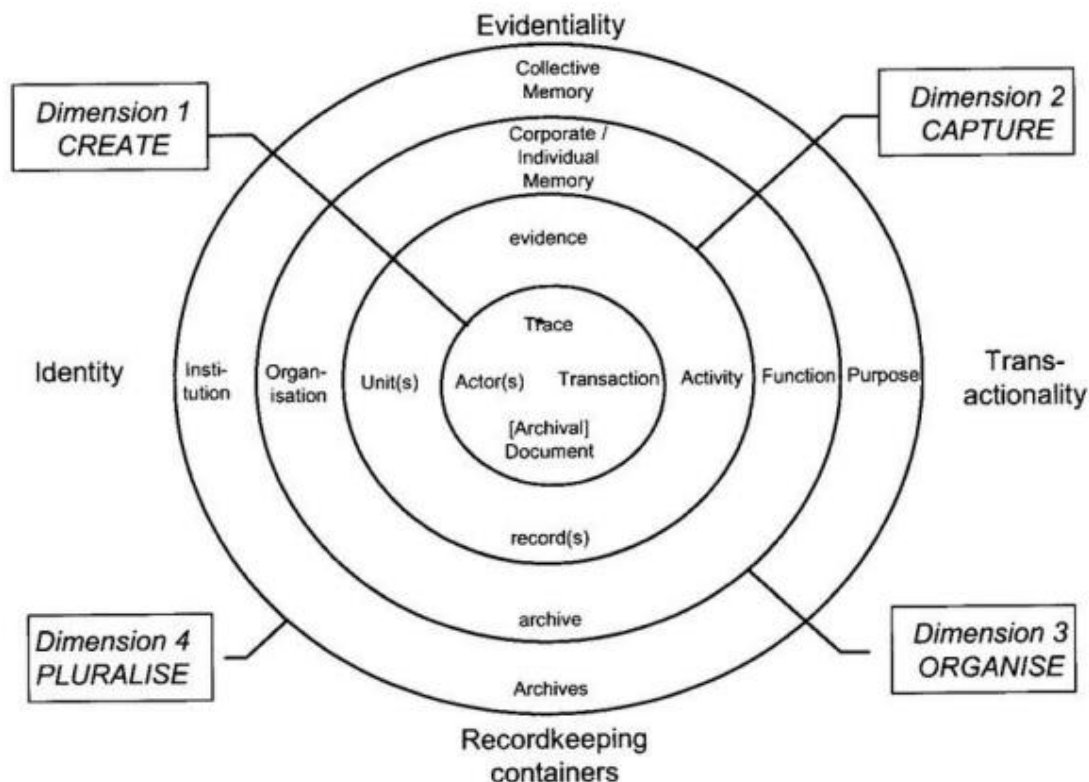 Evidentiality
Collective
Memory
Dimension 1
CREATE
Dimension 2
CAPTURE
Corporate /
Individual
Memory
evidence
Trace
Identity
Insti-
tution
Organ-
isation
Unit(s)
Actor(s)
Transaction
Activity
Function
Purpose
Trans-
actionality
[Archival]
Document
record(s)
archive
Dimension 4
PLURALISE
Dimension 3
ORGANISE
Archives
Recordkeeping
containers